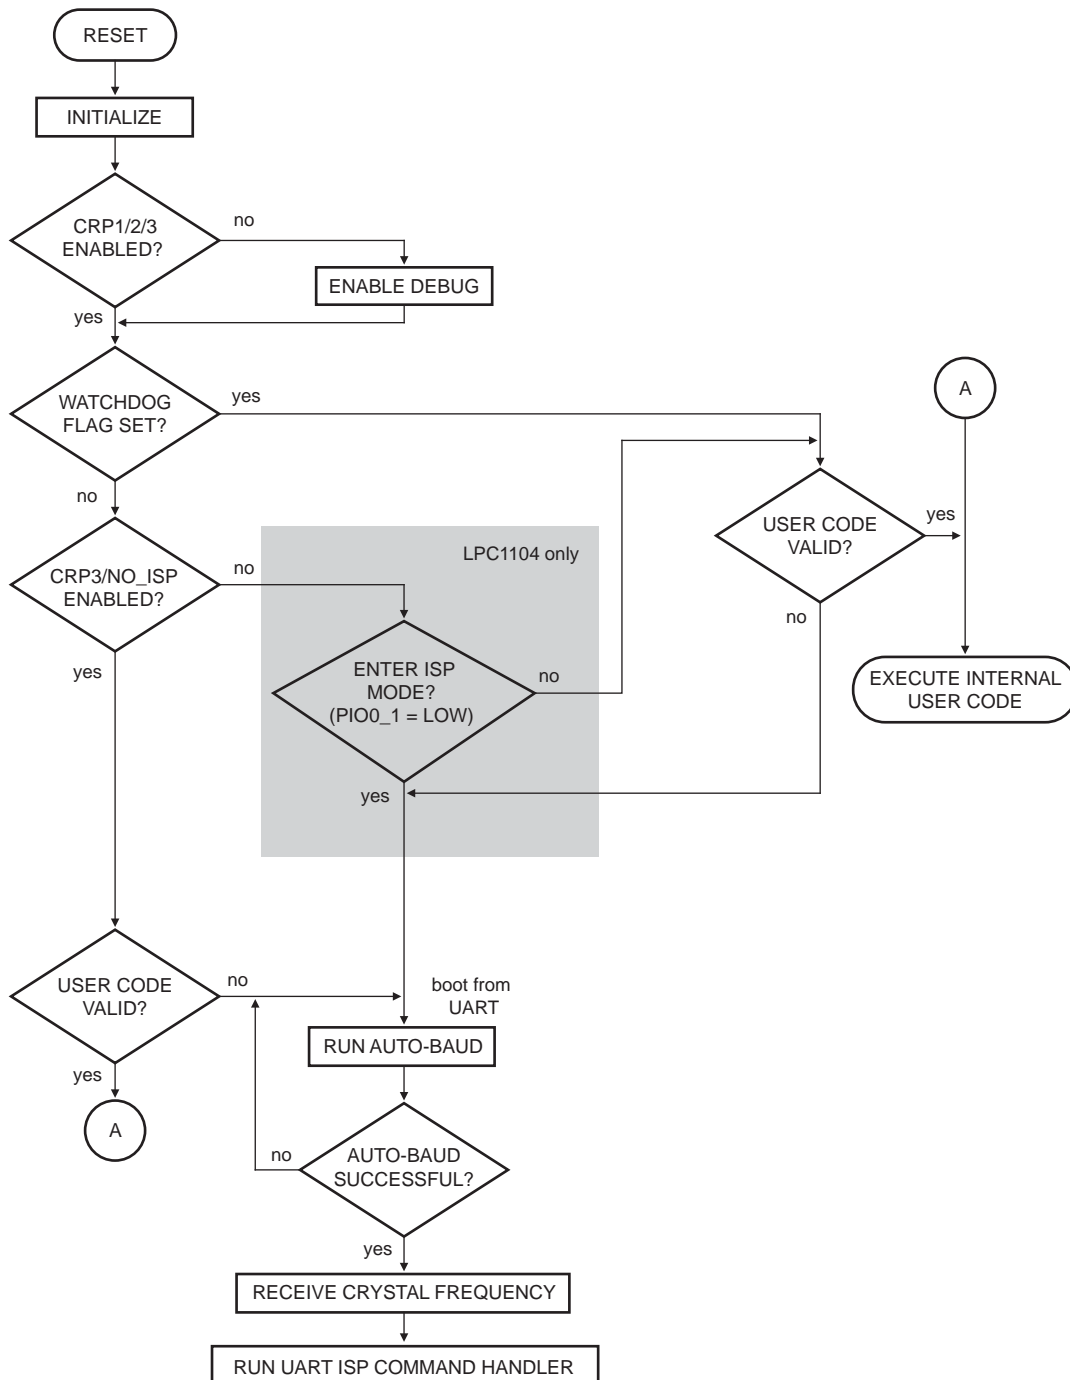 RESET
INITIALIZE
CRP1/2/3
ENABLED?
no
ENABLE DEBUG
yes
WATCHDOG
FLAG SET?
yes
A
no
USER CODE
VALID?
yes
no
LPC1104 only
CRP3/NO_ISP
ENABLED?
no
yes
ENTER ISP
MODE?
(PIO0_1 = LOW)
no
yes
EXECUTE INTERNAL
USER CODE
USER CODE
VALID?
no
boot from
UART
RUN AUTO-BAUD
yes
A
AUTO-BAUD
SUCCESSFUL?
no
yes
RECEIVE CRYSTAL FREQUENCY
RUN UART ISP COMMAND HANDLER